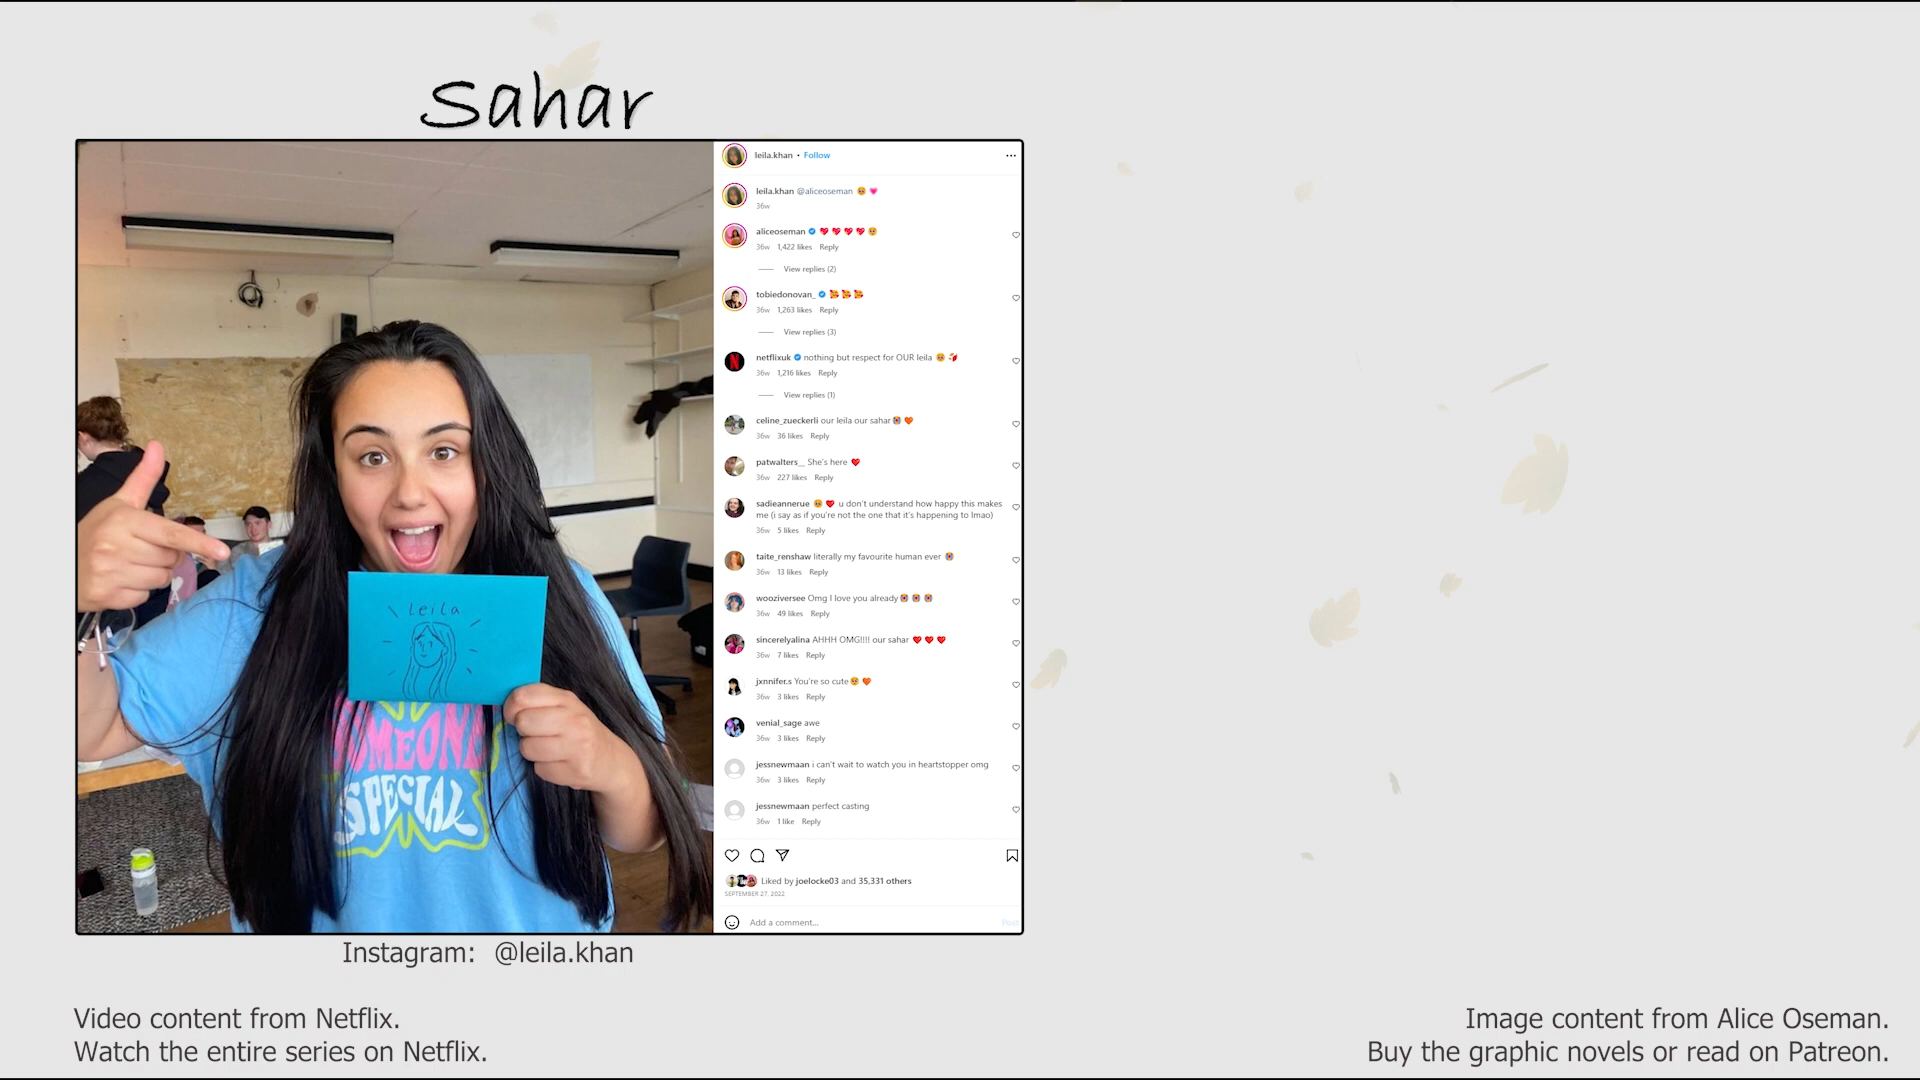 Sahar
leila.khan • Follow
leila.khan @aliceoseman
36w
aliceoseman
36w 1,422 likes Reply
View replies (2)
tobiedonovan_
36w 1,263 likes Reply
View replies (3)
netflixuk nothing but respect for OUR leila
36w 1,216 likes Reply
View replies (1)
celine_zueckerli our leila our sahar
36w 36 likes Reply
patwalters__ She's here
36w 227 likes Reply
sadieannerue u don't understand how happy this makes
me (i say as if you're not the one that it's happening to lmao)
36w 5 likes Reply
taite_renshaw literally my favourite human ever
36w 13 likes Reply
wooziversee Omg I love you already
36w 49 likes Reply
sincerelyalina AHHH OMG!!!! our sahar
36w 7 likes Reply
jxnnifer.s You're so cute
36w 3 likes Reply
venial_sage awe
36w 3 likes Reply
jessnewmaan i can't wait to watch you in heartstopper omg
36w 3 likes Reply
jessnewmaan perfect casting
36w 1 like Reply
Liked by joelocke03 and 35,331 others
SEPTEMBER 27, 2022
Add a comment...
Post
Leila
SOMEONE
SPECIAL
Instagram: @leila.khan
Video content from Netflix.
Watch the entire series on Netflix.
Image content from Alice Oseman.
Buy the graphic novels or read on Patreon.